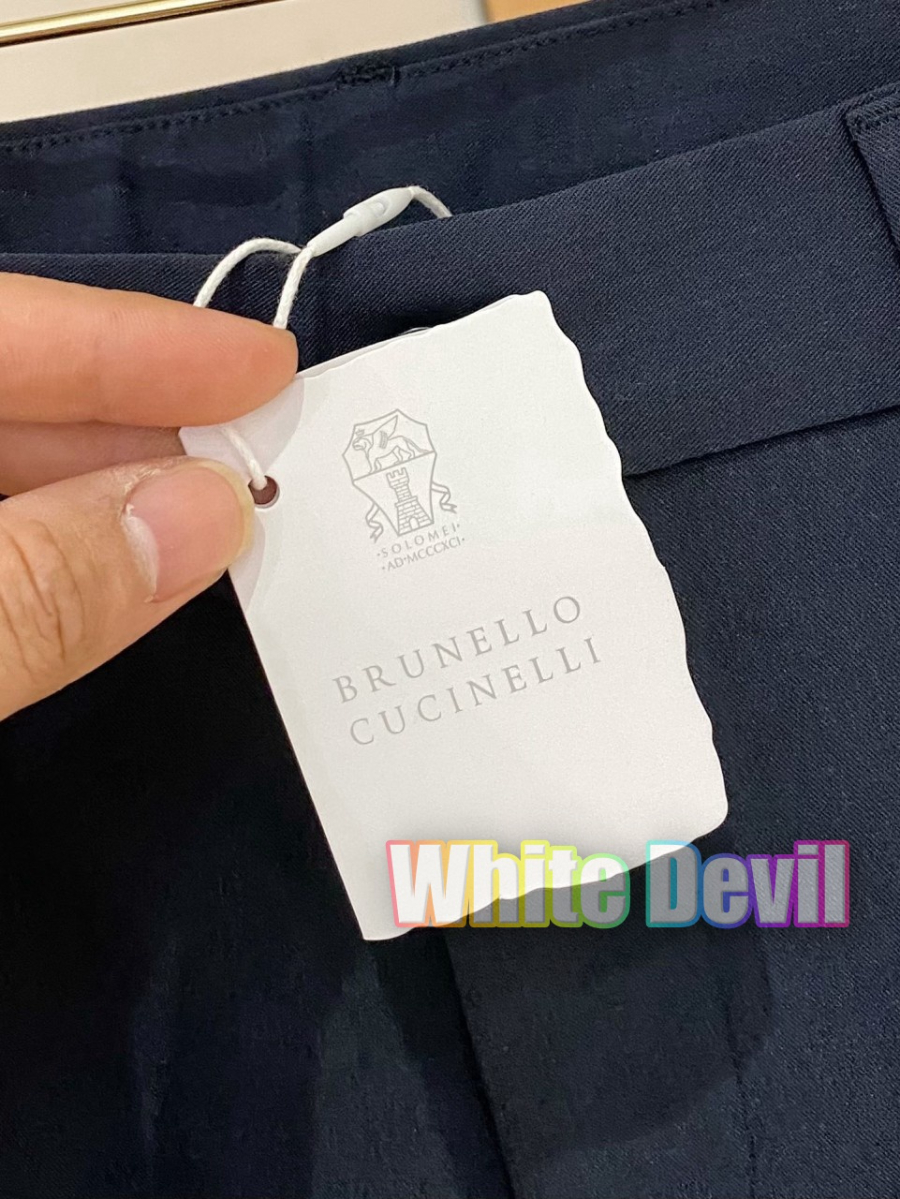 ·SOLOMEI·
·AD·MCCCXCI·
BRUNELLO
CUCINELLI
White Devil